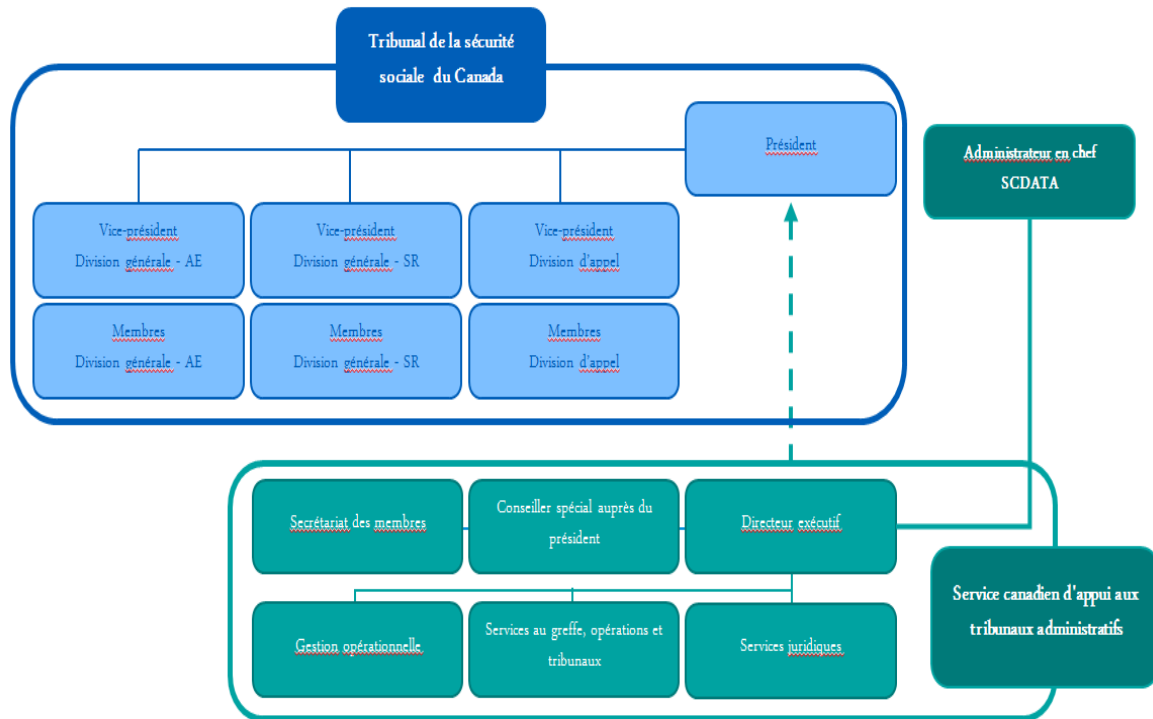 Tribunal de la sécurité
sociale du Canada
Président
Administrateur en chef
SCDATA
Vice-président
Division générale - AE
Vice-président
Division générale - SR
Vice-président
Division d'appel
Membres
Division générale - AE
Membres
Division générale - SR
Membres
Division d'appel
Secrétariat des membres
Conseiller spécial auprès du
président
Directeur exécutif
Gestion opérationnelle
Services au greffe, opérations et
tribunaux
Services juridiques
Service canadien d'appui aux
tribunaux administratifs